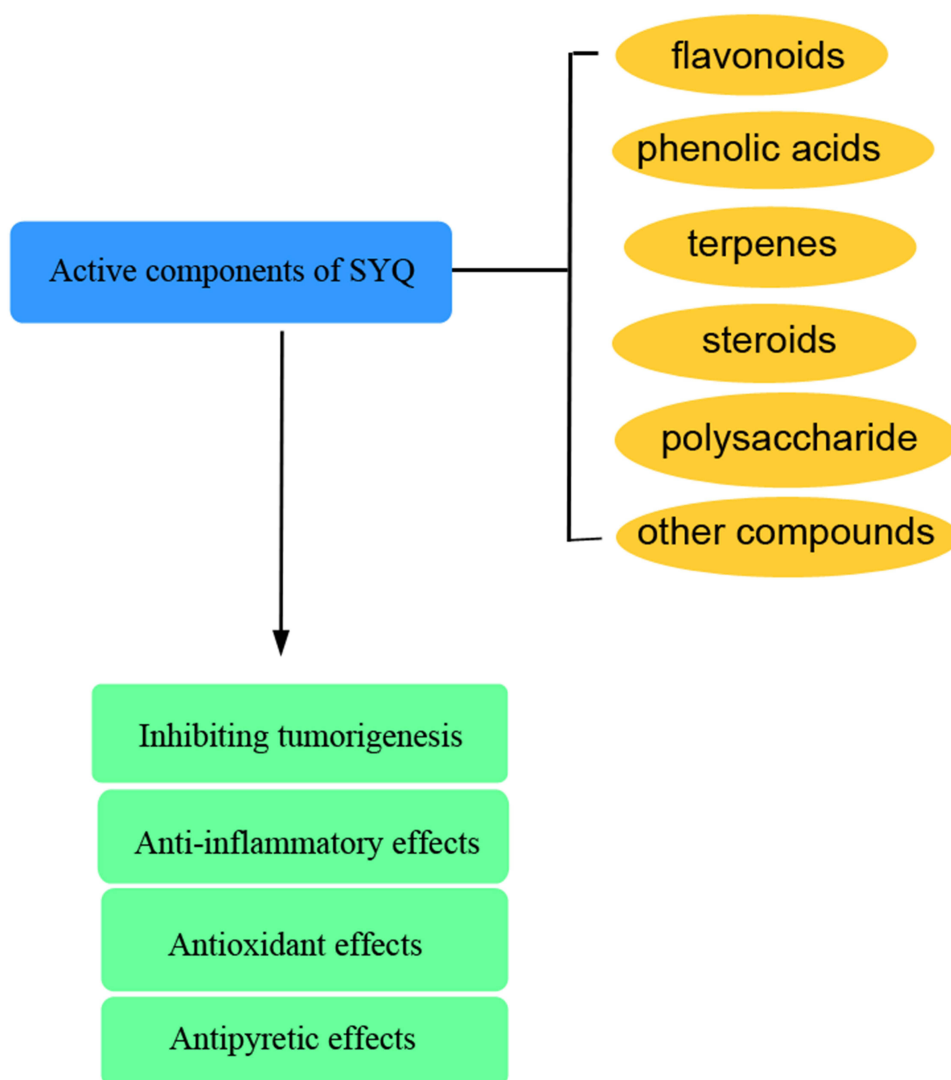 flavonoids
phenolic acids
terpenes
Active components of SYQ
steroids
polysaccharide
other compounds
Inhibiting tumorigenesis
Anti-inflammatory effects
Antioxidant effects
Antipyretic effects